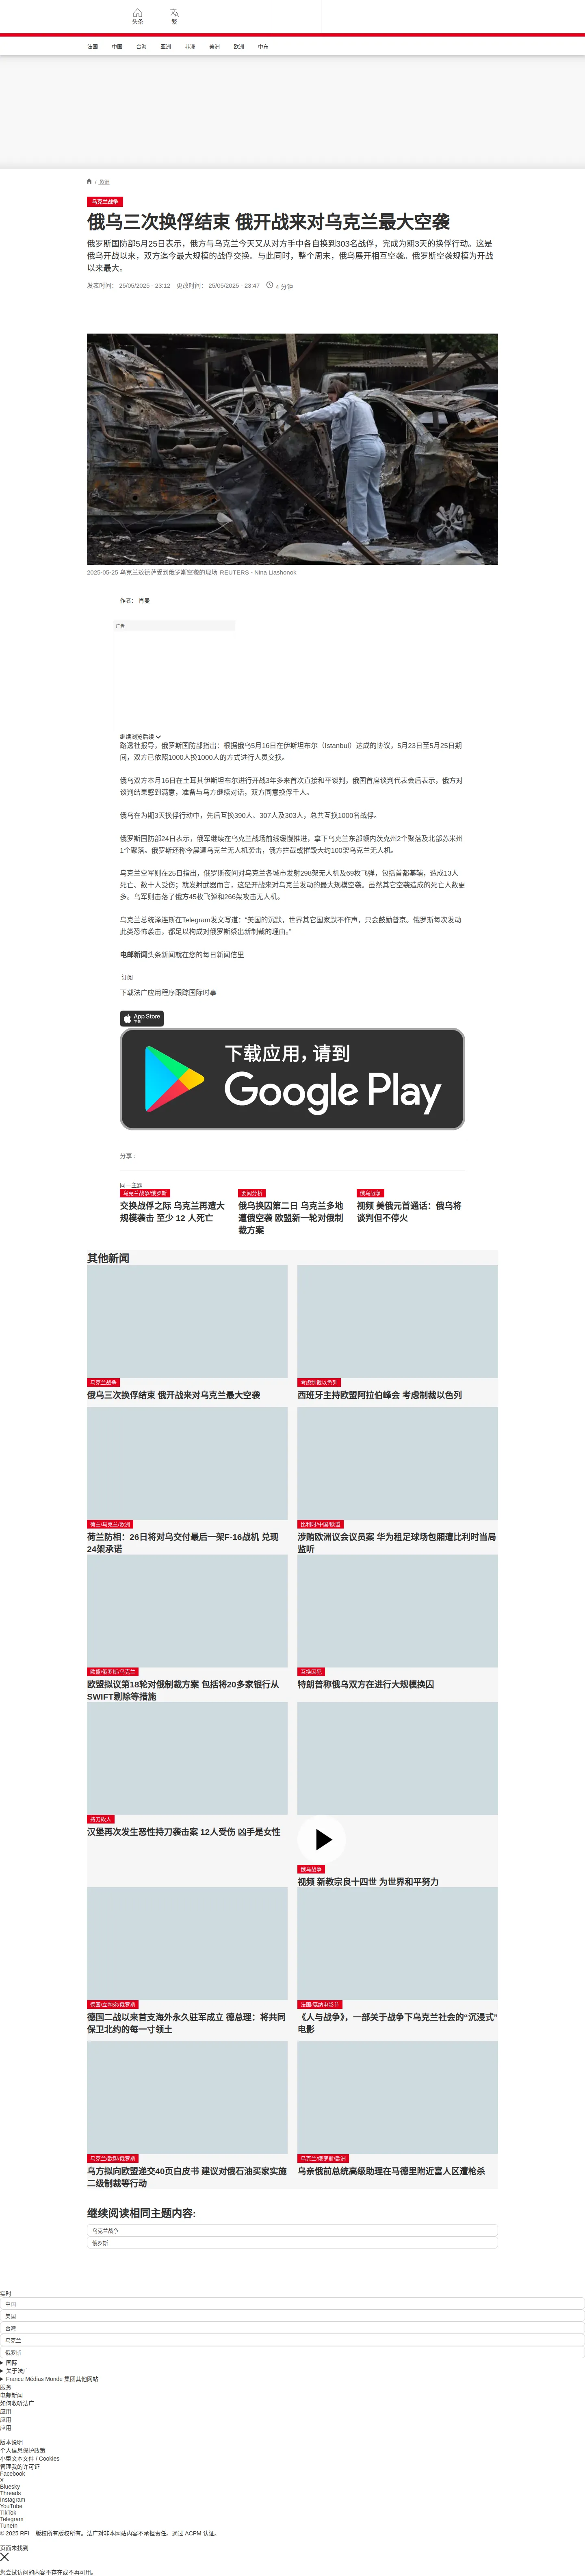 头条
繁
法国
中国
台海
亚洲
非洲
美洲
欧洲
中东
/ 欧洲
乌克兰战争
俄乌三次换俘结束 俄开战来对乌克兰最大空袭
俄罗斯国防部5月25日表示，俄方与乌克兰今天又从对方手中各自换到303名战俘，完成为期3天的换俘行动。这是
俄乌开战以来，双方迄今最大规模的战俘交换。与此同时，整个周末，俄乌展开相互空袭。俄罗斯空袭规模为开战
以来最大。
发表时间： 25/05/2025 - 23:12 更改时间： 25/05/2025 - 23:47 4 分钟
2025-05-25 乌克兰敖德萨受到俄罗斯空袭的现场 REUTERS - Nina Liashonok
作者： 肖曼
广告
继续浏览后续
路透社报导，俄罗斯国防部指出：根据俄乌5月16日在伊斯坦布尔（Istanbul）达成的协议，5月23日至5月25日期
间，双方已依照1000人换1000人的方式进行人员交换。
俄乌双方本月16日在土耳其伊斯坦布尔进行开战3年多来首次直接和平谈判，俄国首席谈判代表会后表示，俄方对
谈判结果感到满意，准备与乌方继续对话，双方同意换俘千人。
俄乌在为期3天换俘行动中，先后互换390人、307人及303人，总共互换1000名战俘。
俄罗斯国防部24日表示，俄军继续在乌克兰战场前线缓慢推进，拿下乌克兰东部顿内茨克州2个聚落及北部苏米州
1个聚落。俄罗斯还称今晨遭乌克兰无人机袭击，俄方拦截或摧毁大约100架乌克兰无人机。
乌克兰空军则在25日指出，俄罗斯夜间对乌克兰各城市发射298架无人机及69枚飞弹，包括首都基辅，造成13人
死亡、数十人受伤；就发射武器而言，这是开战来对乌克兰发动的最大规模空袭。虽然其它空袭造成的死亡人数更
多。乌军则击落了俄方45枚飞弹和266架攻击无人机。
乌克兰总统泽连斯在Telegram发文写道：“美国的沉默，世界其它国家默不作声，只会鼓励普京。俄罗斯每次发动
此类恐怖袭击，都足以构成对俄罗斯祭出新制裁的理由。”
电邮新闻头条新闻就在您的每日新闻信里
订阅
下载法广应用程序跟踪国际时事
App Store
下载
下载应用，请到
Google Play
分享 :
同一主题
乌克兰战争/俄罗斯
交换战俘之际 乌克兰再遭大
规模袭击 至少 12 人死亡
要闻分析
俄乌换囚第二日 乌克兰多地
遭俄空袭 欧盟新一轮对俄制
裁方案
俄乌战争
视频 美俄元首通话：俄乌将
谈判但不停火
其他新闻
乌克兰战争
俄乌三次换俘结束 俄开战来对乌克兰最大空袭
考虑制裁以色列
西班牙主持欧盟阿拉伯峰会 考虑制裁以色列
荷兰/乌克兰/欧洲
荷兰防相：26日将对乌交付最后一架F-16战机 兑现
24架承诺
比利时/中国/欧盟
涉贿欧洲议会议员案 华为租足球场包厢遭比利时当局
监听
欧盟/俄罗斯/乌克兰
欧盟拟议第18轮对俄制裁方案 包括将20多家银行从
SWIFT剔除等措施
互换囚犯
特朗普称俄乌双方在进行大规模换囚
持刀砍人
汉堡再次发生恶性持刀袭击案 12人受伤 凶手是女性
俄乌战争
视频 新教宗良十四世 为世界和平努力
德国/立陶宛/俄罗斯
德国二战以来首支海外永久驻军成立 德总理：将共同
保卫北约的每一寸领土
法国/戛纳电影节
《人与战争》，一部关于战争下乌克兰社会的“沉浸式”
电影
乌克兰/欧盟/俄罗斯
乌方拟向欧盟递交40页白皮书 建议对俄石油买家实施
二级制裁等行动
乌克兰/俄罗斯/欧洲
乌亲俄前总统高级助理在马德里附近富人区遭枪杀
继续阅读相同主题内容:
乌克兰战争
俄罗斯
实时
中国
美国
台湾
乌克兰
俄罗斯
国际
关于法广
France Médias Monde 集团其他网站
服务
电邮新闻
如何收听法广
应用
应用
应用
版本说明
个人信息保护政策
小型文本文件 / Cookies
管理我的许可证
Facebook
X
Bluesky
Threads
Instagram
YouTube
TikTok
Telegram
TuneIn
© 2025 RFI – 版权所有版权所有。法广对非本网站内容不承担责任。通过 ACPM 认证。
页面未找到
您尝试访问的内容不存在或不再可用。